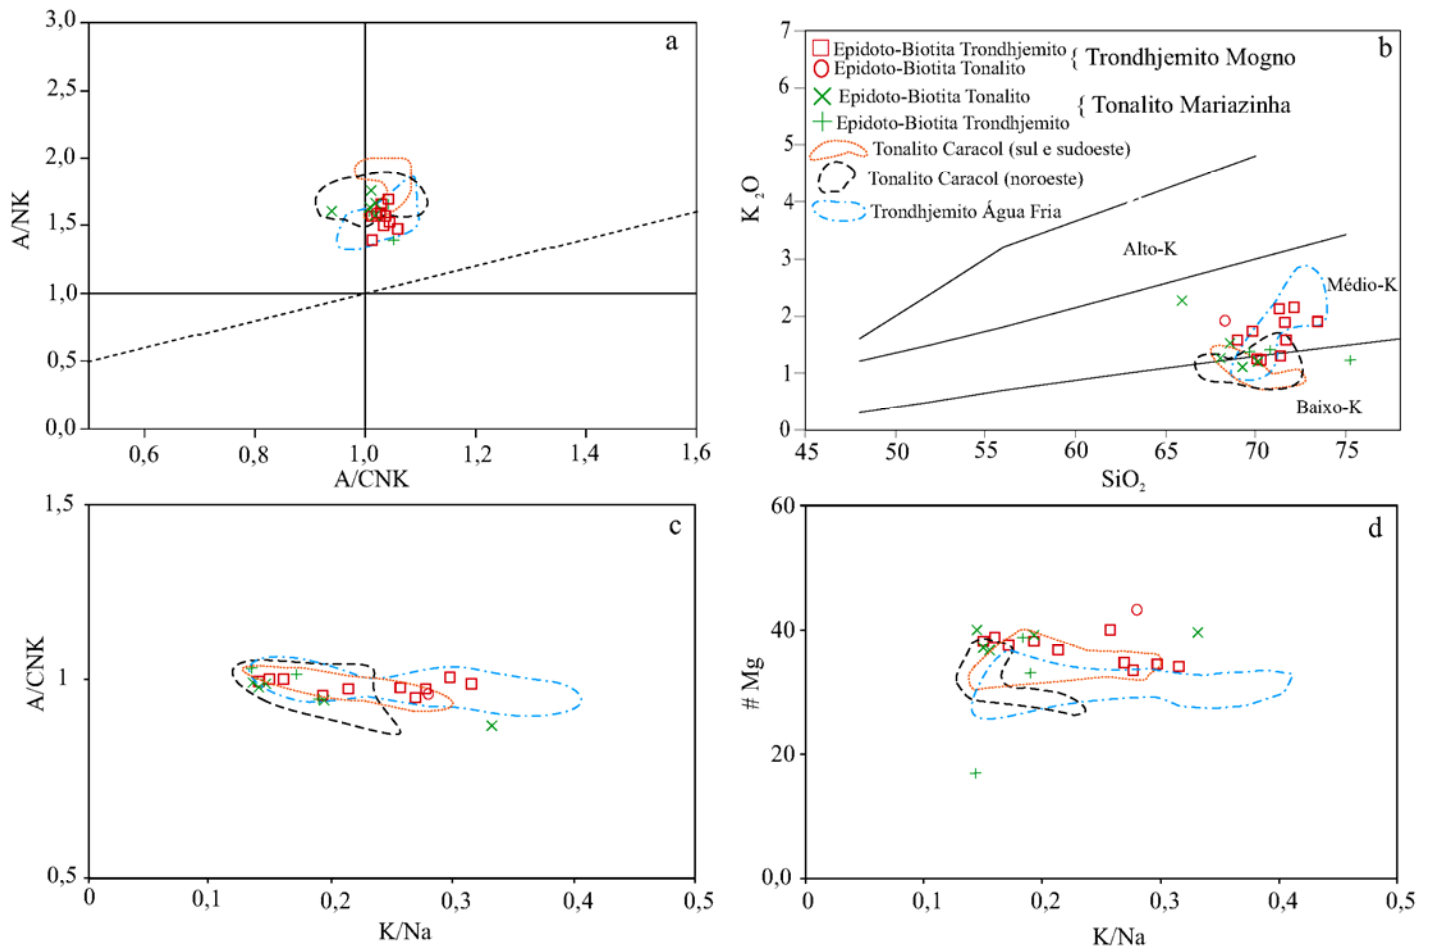 a
3,0
2,5
2,0
1,5
1,0
0,5
0,0
A/NK
0,6
0,8
1,0
1,2
1,4
1,6
A/CNK
b
7
6
5
4
3
2
1
0
K₂O
Epidoto-Biotita Trondhjemito
Epidoto-Biotita Tonalito
{ Trondhjemito Mogno
Epidoto-Biotita Tonalito
Epidoto-Biotita Trondhjemito
{ Tonalito Mariazinha
Tonalito Caracol (sul e sudoeste)
Tonalito Caracol (noroeste)
Trondhjemito Água Fria
Alto-K
Médio-K
Baixo-K
45
50
55
60
65
70
75
SiO₂
c
1,5
1
0,5
A/CNK
0
0,1
0,2
0,3
0,4
0,5
K/Na
d
60
40
20
0,0
# Mg
0
0,1
0,2
0,3
0,4
0,5
K/Na